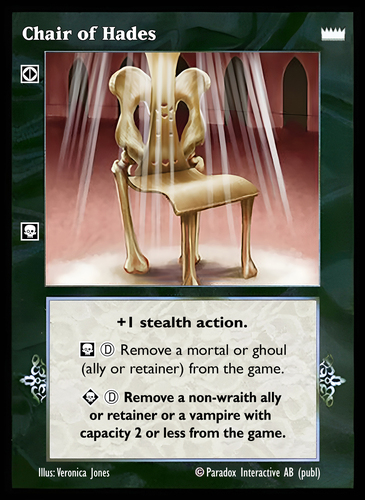 Chair of Hades
+1 stealth action.
Ⓓ Remove a mortal or ghoul
(ally or retainer) from the game.
Ⓓ Remove a non-wraith ally
or retainer or a vampire with
capacity 2 or less from the game.
Illus: Veronica Jones © Paradox Interactive AB (publ)